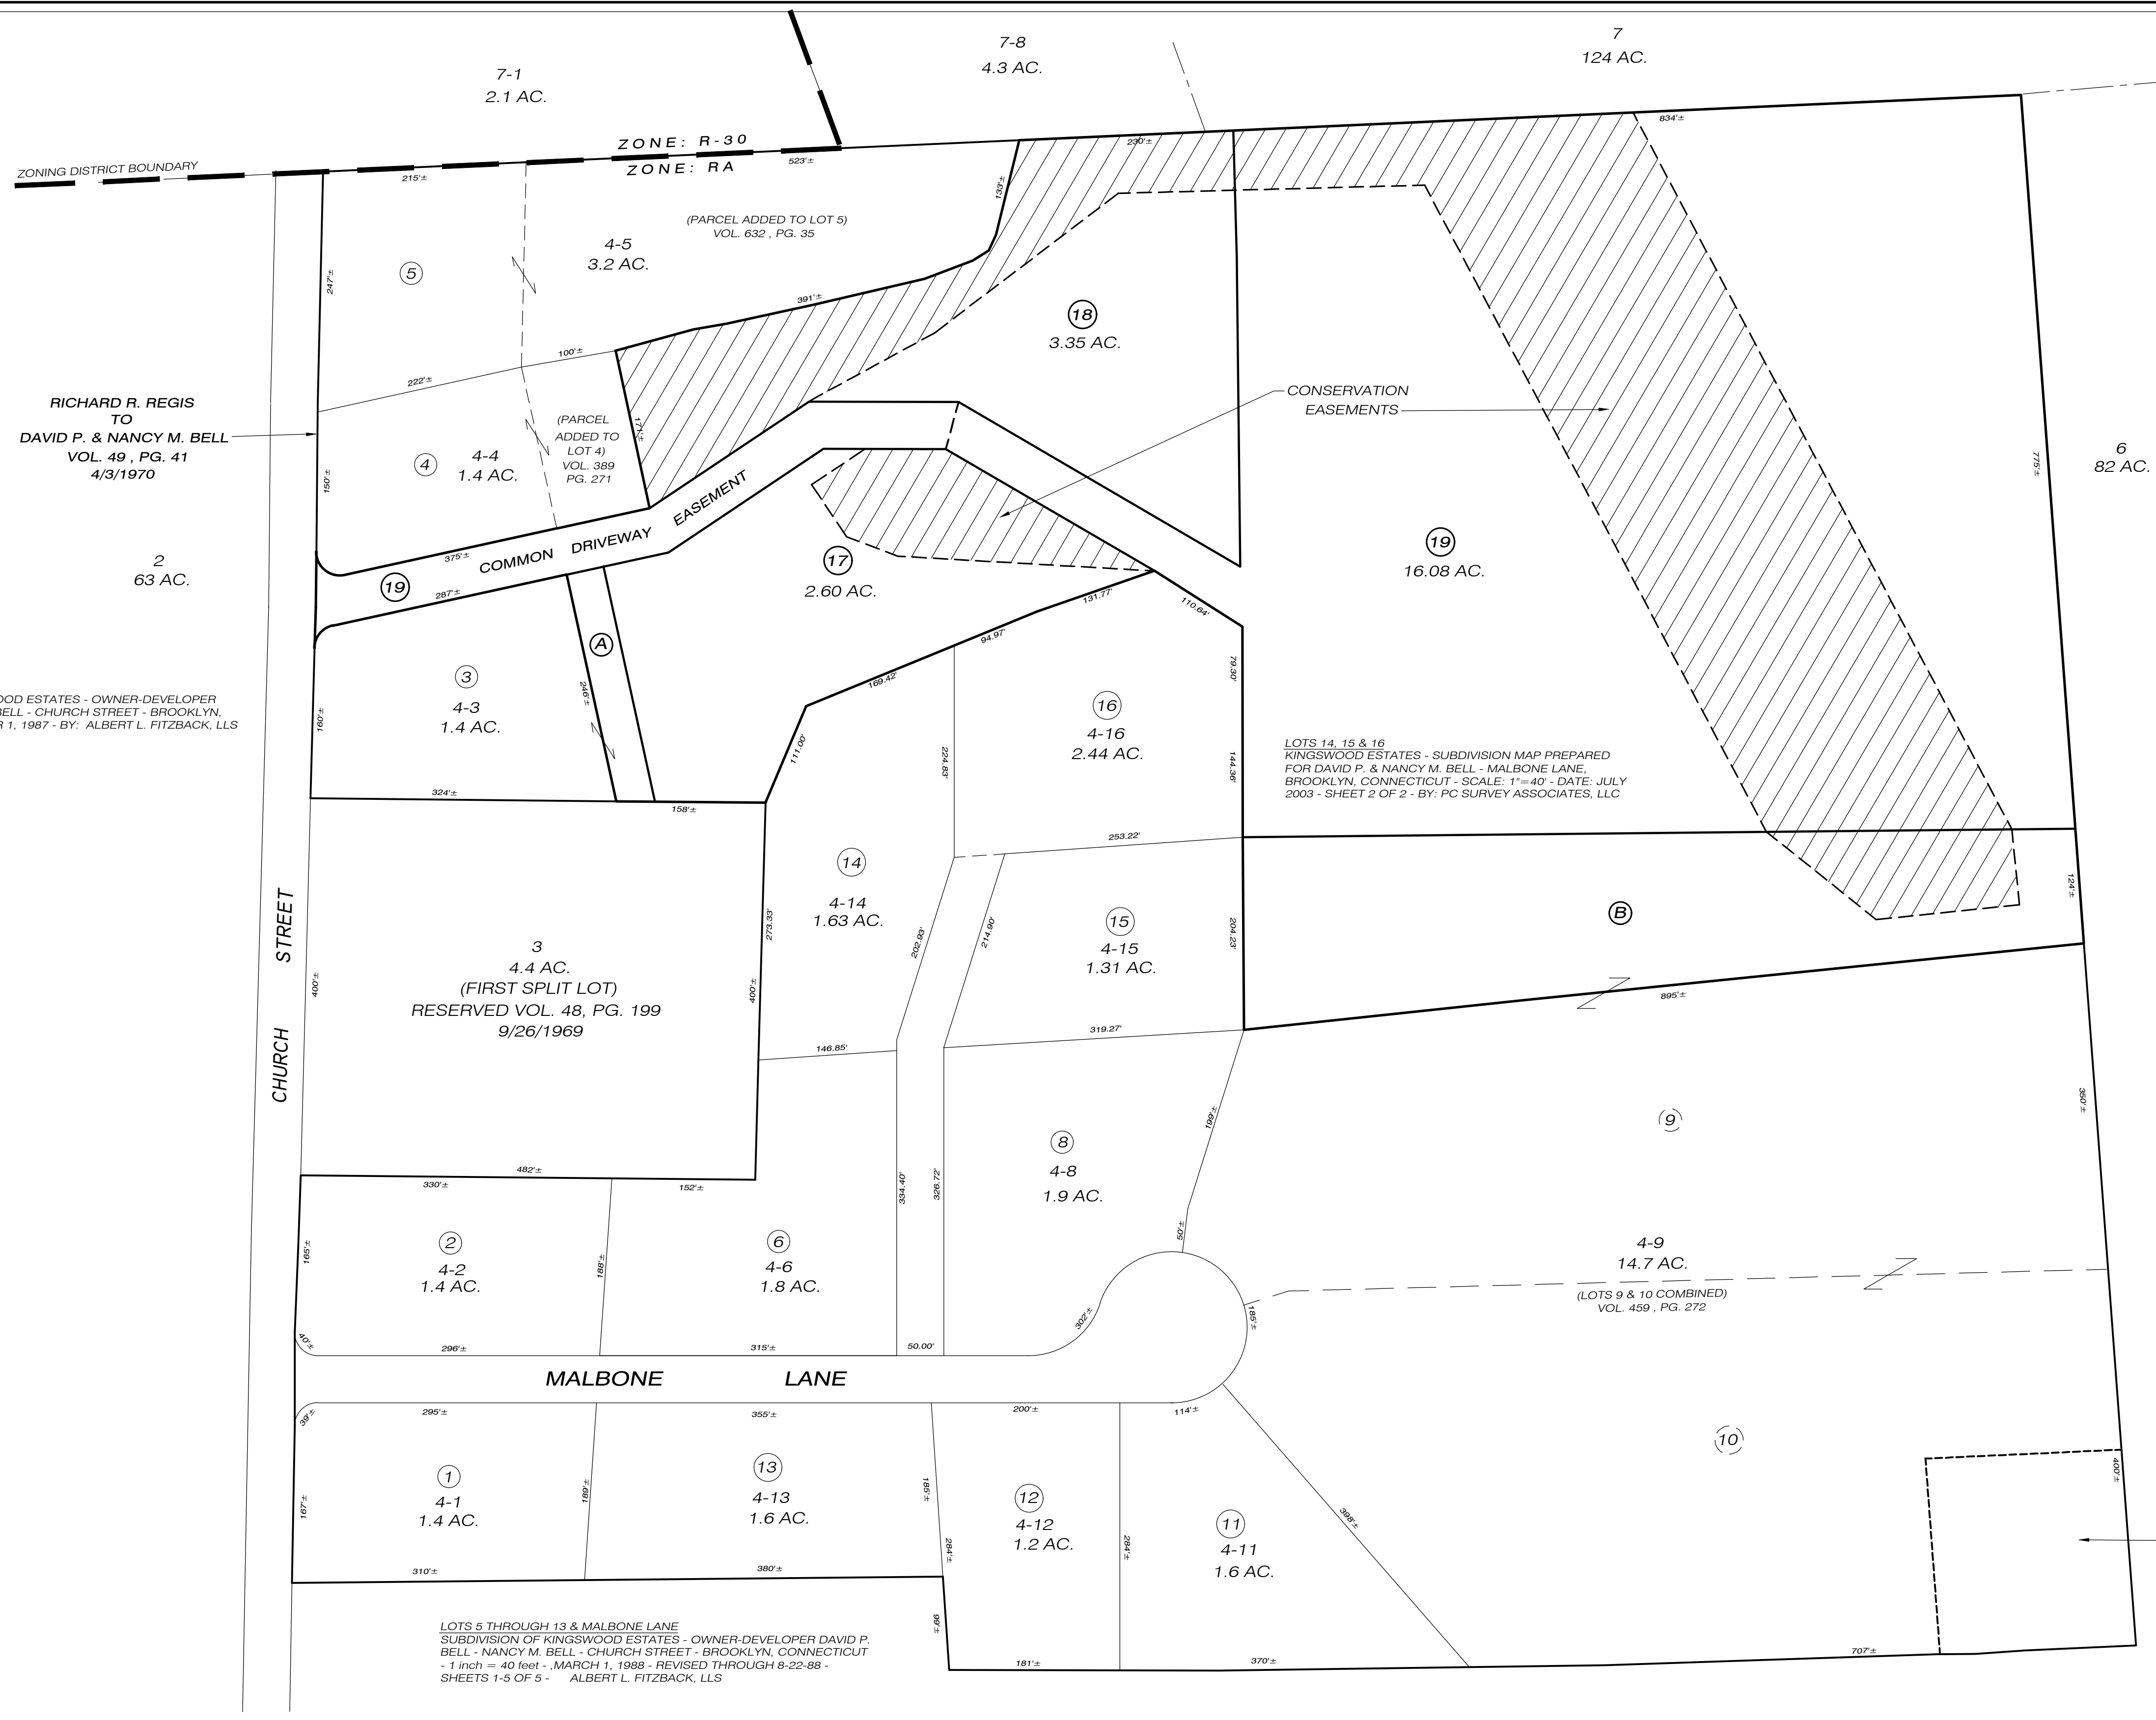 7-1
2.1 AC.
7-8
4.3 AC.
7
124 AC.
ZONING DISTRICT BOUNDARY
ZONE: R-30
ZONE: RA
215'±
523'±
230'±
834'±
133'±
(PARCEL ADDED TO LOT 5)
VOL. 632 , PG. 35
4-5
3.2 AC.
5
247'±
391'±
18
3.35 AC.
100'±
222'±
CONSERVATION
EASEMENTS
RICHARD R. REGIS
TO
DAVID P. & NANCY M. BELL
VOL. 49 , PG. 41
4/3/1970
(PARCEL
ADDED TO
LOT 4)
VOL. 389
PG. 271
171'±
4
4-4
1.4 AC.
150'±
775'±
6
82 AC.
2
63 AC.
375'±
COMMON DRIVEWAY EASEMENT
19
287'±
17
2.60 AC.
19
16.08 AC.
131.77'
110.64'
94.97'
A
3
4-3
1.4 AC.
246'±
160'±
169.42'
79.30'
OOD ESTATES - OWNER-DEVELOPER
BELL - CHURCH STREET - BROOKLYN,
R 1, 1987 - BY: ALBERT L. FITZBACK, LLS
16
4-16
2.44 AC.
111.00'
224.83'
144.36'
LOTS 14, 15 & 16
KINGSWOOD ESTATES - SUBDIVISION MAP PREPARED
FOR DAVID P. & NANCY M. BELL - MALBONE LANE,
BROOKLYN, CONNECTICUT - SCALE: 1"=40' - DATE: JULY
2003 - SHEET 2 OF 2 - BY: PC SURVEY ASSOCIATES, LLC
324'±
158'±
253.22'
14
4-14
1.63 AC.
124'±
B
15
4-15
1.31 AC.
204.23'
273.33'
202.93'
214.90'
CHURCH STREET
3
4.4 AC.
(FIRST SPLIT LOT)
RESERVED VOL. 48, PG. 199
9/26/1969
400'±
400'±
895'±
319.27'
146.85'
350'±
199'±
9
8
4-8
1.9 AC.
482'±
330'±
152'±
334.40'
326.72'
50'±
2
4-2
1.4 AC.
165'±
188'±
6
4-6
1.8 AC.
4-9
14.7 AC.
(LOTS 9 & 10 COMBINED)
VOL. 459 , PG. 272
302'±
185'±
40'±
296'±
315'±
50.00'
MALBONE LANE
39'±
295'±
355'±
200'±
114'±
10
1
4-1
1.4 AC.
167'±
189'±
13
4-13
1.6 AC.
185'±
284'±
12
4-12
1.2 AC.
284'±
11
4-11
1.6 AC.
398'±
400'±
310'±
380'±
99'±
LOTS 5 THROUGH 13 & MALBONE LANE
SUBDIVISION OF KINGSWOOD ESTATES - OWNER-DEVELOPER DAVID P.
BELL - NANCY M. BELL - CHURCH STREET - BROOKLYN, CONNECTICUT
- 1 inch = 40 feet - ,MARCH 1, 1988 - REVISED THROUGH 8-22-88 -
SHEETS 1-5 OF 5 - ALBERT L. FITZBACK, LLS
181'±
370'±
707'±